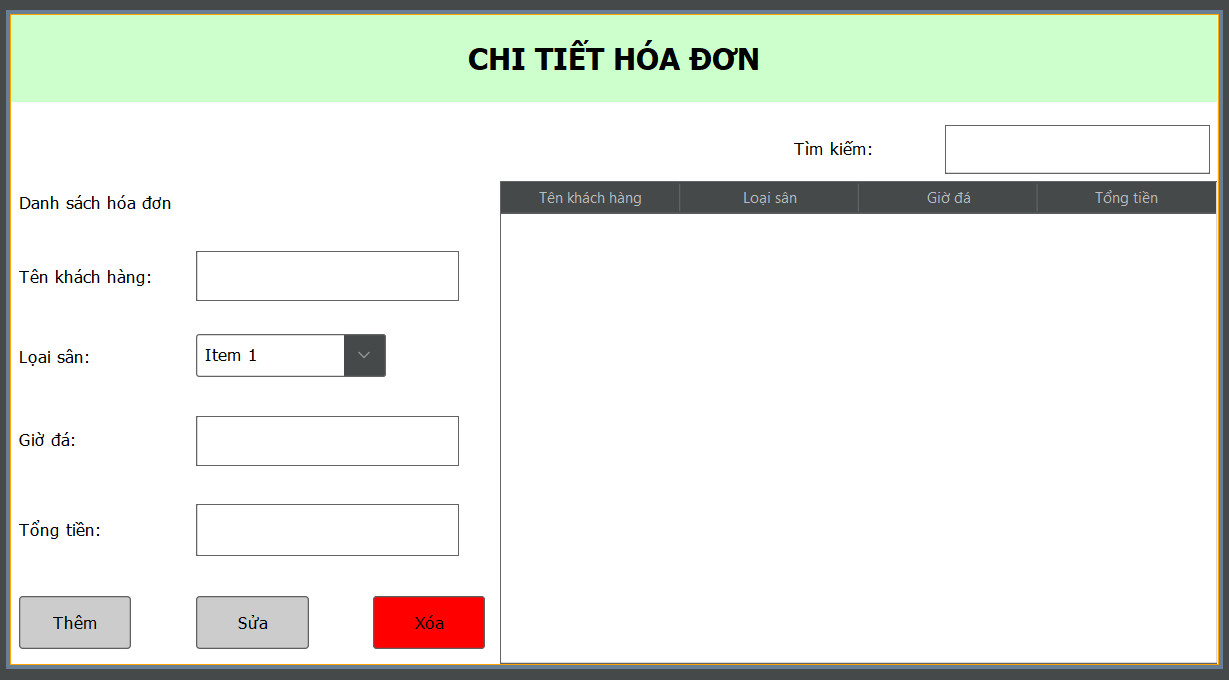 CHI TIẾT HÓA ĐƠN
Tìm kiếm:
Danh sách hóa đơn
Tên khách hàng Loại sân Giờ đá Tổng tiền
Tên khách hàng:
Lọai sân: Item 1
Giờ đá:
Tổng tiền:
Thêm Sửa Xóa